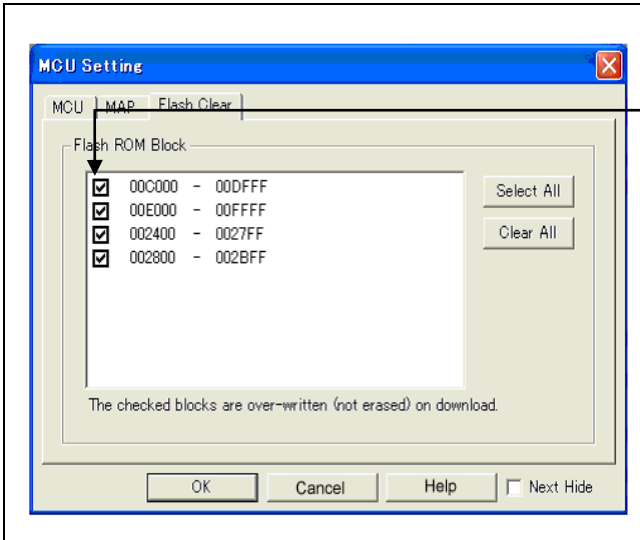 MCU Setting
MCU MAP Flash Clear
Flash ROM Block
00C000 - 00DFFF
00E000 - 00FFFF
002400 - 0027FF
002800 - 002BFF
Select All
Clear All
The checked blocks are over-written (not erased) on download.
OK Cancel Help Next Hide